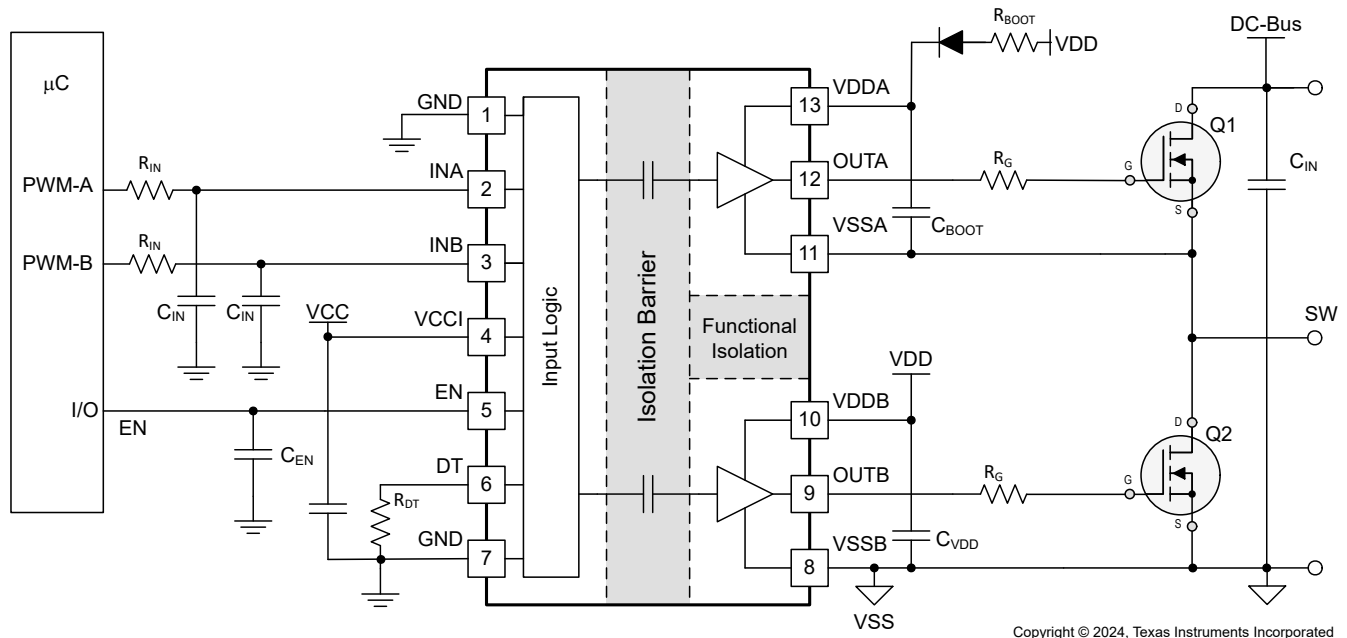 μC
PWM-A
PWM-B
I/O
EN
RIN
RIN
CIN
CIN
VCC
CEN
RDT
GND
INA
INB
VCCI
EN
DT
GND
1
2
3
4
5
6
7
Input Logic
Isolation Barrier
Functional
Isolation
13
12
11
10
9
8
VDDA
OUTA
VSSA
VDDB
OUTB
VSSB
RBOOT
VDD
CBOOT
RG
VDD
CVDD
RG
VSS
DC-Bus
D
Q1
G
S
CIN
SW
D
Q2
G
S
Copyright © 2024, Texas Instruments Incorporated